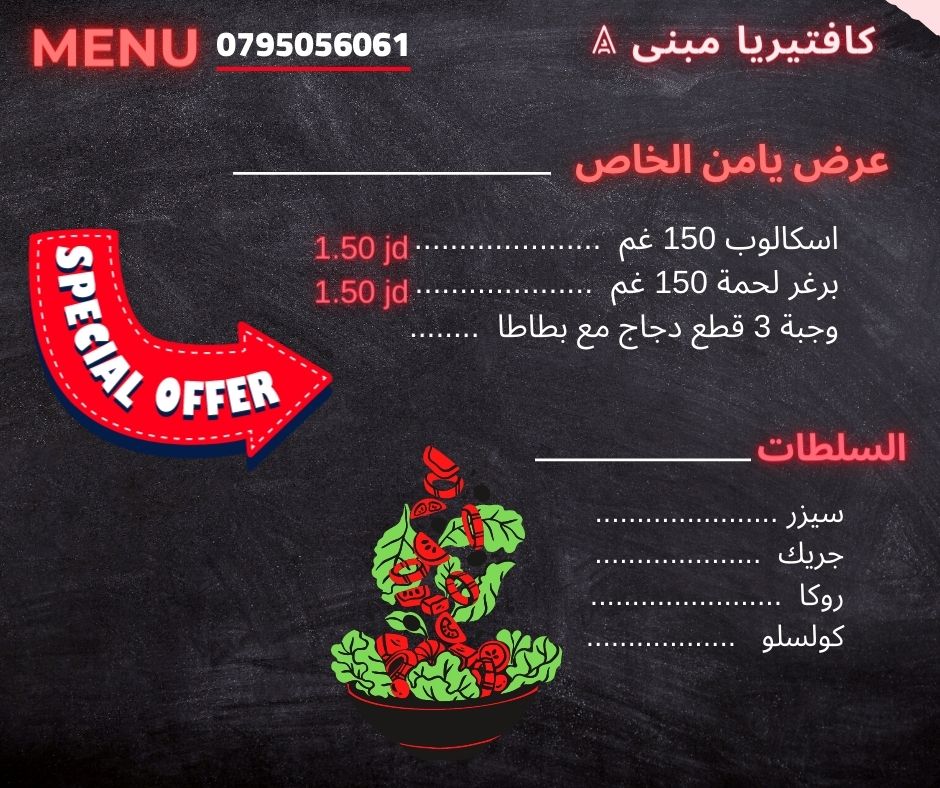 MENU 0795056061
كافتيريا مبنى A
عرض يامن الخاص
اسكالوب 150 غم ..................... 1.50 jd
برغر لحمة 150 غم .................... 1.50 jd
وجبة 3 قطع دجاج مع بطاطا ........
SPECIAL OFFER
السلطات
سيزر .......................
جريك .....................
روكا ........................
كولسلو ..................